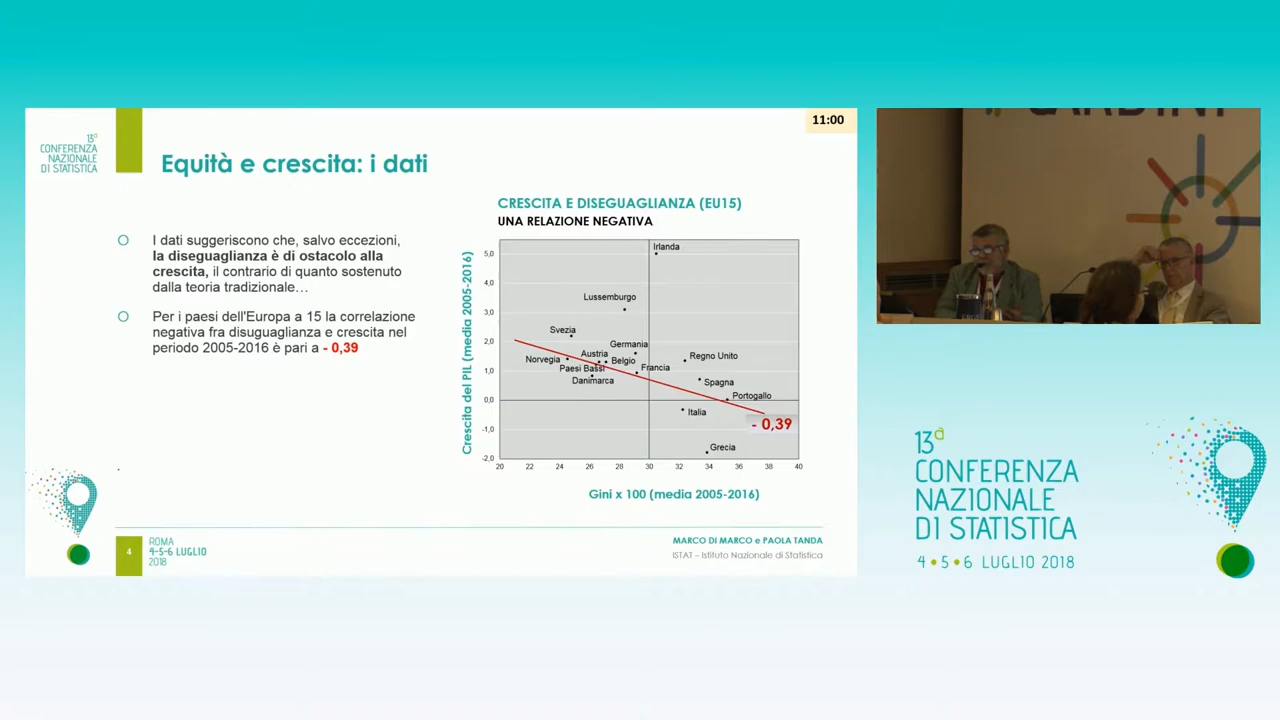 11:00
13a
CONFERENZA
NAZIONALE
DI STATISTICA
Equità e crescita: i dati
I dati suggeriscono che, salvo eccezioni,
la diseguaglianza è di ostacolo alla
crescita, il contrario di quanto sostenuto
dalla teoria tradizionale…
Per i paesi dell'Europa a 15 la correlazione
negativa fra disuguaglianza e crescita nel
periodo 2005-2016 è pari a - 0,39
CRESCITA E DISEGUAGLIANZA (EU15)
UNA RELAZIONE NEGATIVA
Crescita del PIL (media 2005-2016)
5,0
4,0
3,0
2,0
1,0
0,0
-1,0
-2,0
Irlanda
Lussemburgo
Svezia
Germania
Austria
Norvegia
Belgio
Regno Unito
Paesi Bassi
Francia
Danimarca
Spagna
Portogallo
Italia
- 0,39
Grecia
20 22 24 26 28 30 32 34 36 38 40
Gini x 100 (media 2005-2016)
4
ROMA
4-5-6 LUGLIO
2018
MARCO DI MARCO e PAOLA TANDA
ISTAT – Istituto Nazionale di Statistica
13a
CONFERENZA
NAZIONALE
DI STATISTICA
4 • 5 • 6 LUGLIO 2018